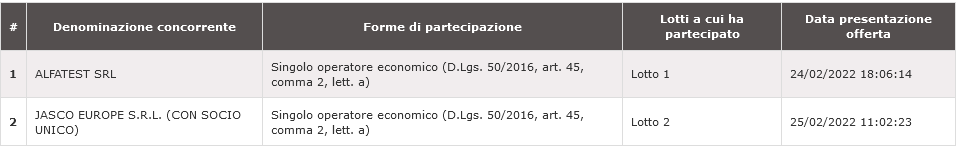 # Denominazione concorrente Forme di partecipazione Lotti a cui ha partecipato Data presentazione offerta
1 ALFATEST SRL Singolo operatore economico (D.Lgs. 50/2016, art. 45, comma 2, lett. a) Lotto 1 24/02/2022 18:06:14
2 JASCO EUROPE S.R.L. (CON SOCIO UNICO) Singolo operatore economico (D.Lgs. 50/2016, art. 45, comma 2, lett. a) Lotto 2 25/02/2022 11:02:23